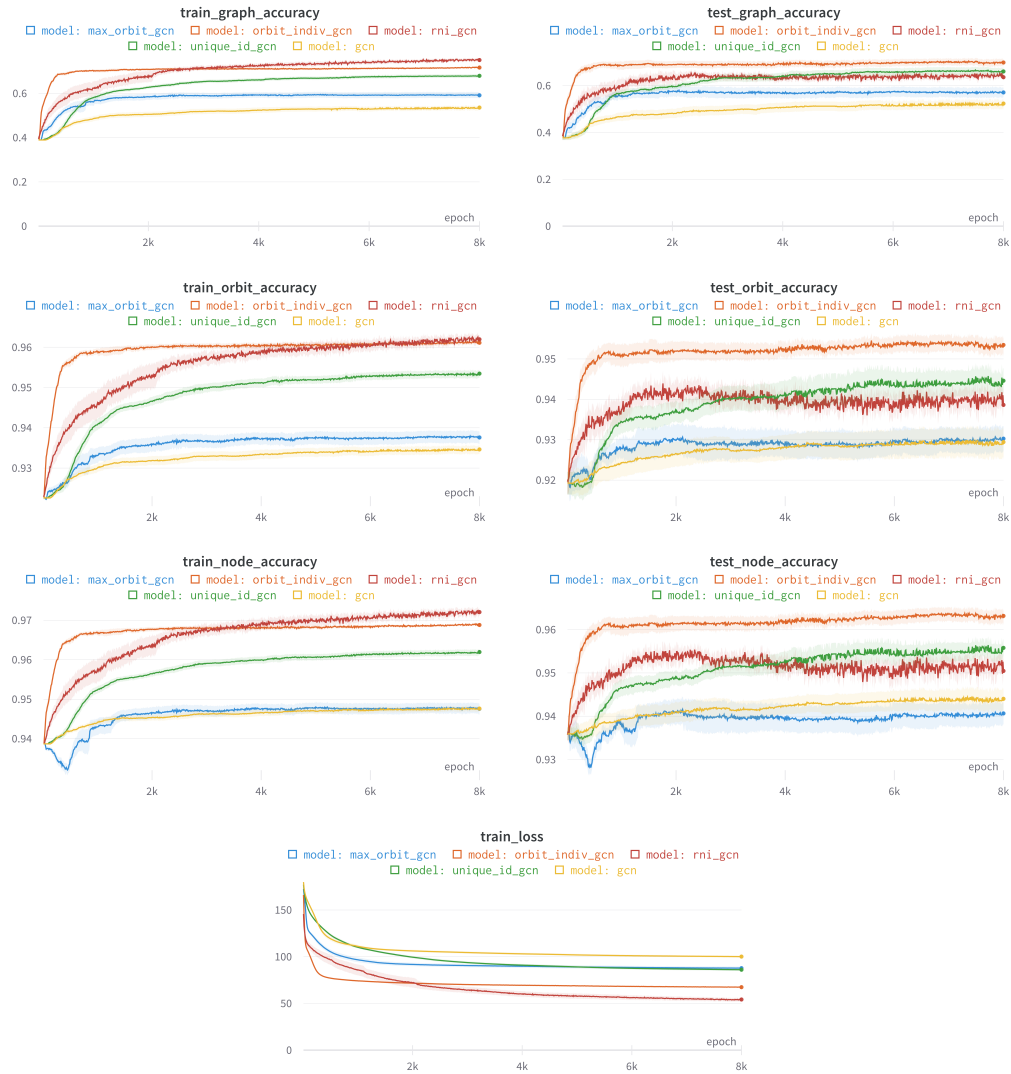 train_graph_accuracy
model: max_orbit_gcn model: orbit_indiv_gcn model: rni_gcn
model: unique_id_gcn model: gcn
0.6
0.4
0.2
0
epoch
2k 4k 6k 8k
test_graph_accuracy
model: max_orbit_gcn model: orbit_indiv_gcn model: rni_gcn
model: unique_id_gcn model: gcn
0.6
0.4
0.2
0
epoch
2k 4k 6k 8k
train_orbit_accuracy
model: max_orbit_gcn model: orbit_indiv_gcn model: rni_gcn
model: unique_id_gcn model: gcn
0.96
0.95
0.94
0.93
epoch
2k 4k 6k 8k
test_orbit_accuracy
model: max_orbit_gcn model: orbit_indiv_gcn model: rni_gcn
model: unique_id_gcn model: gcn
0.95
0.94
0.93
0.92
epoch
2k 4k 6k 8k
train_node_accuracy
model: max_orbit_gcn model: orbit_indiv_gcn model: rni_gcn
model: unique_id_gcn model: gcn
0.97
0.96
0.95
0.94
epoch
2k 4k 6k 8k
test_node_accuracy
model: max_orbit_gcn model: orbit_indiv_gcn model: rni_gcn
model: unique_id_gcn model: gcn
0.96
0.95
0.94
0.93
epoch
2k 4k 6k 8k
train_loss
model: max_orbit_gcn model: orbit_indiv_gcn model: rni_gcn
model: unique_id_gcn model: gcn
150
100
50
0
epoch
2k 4k 6k 8k